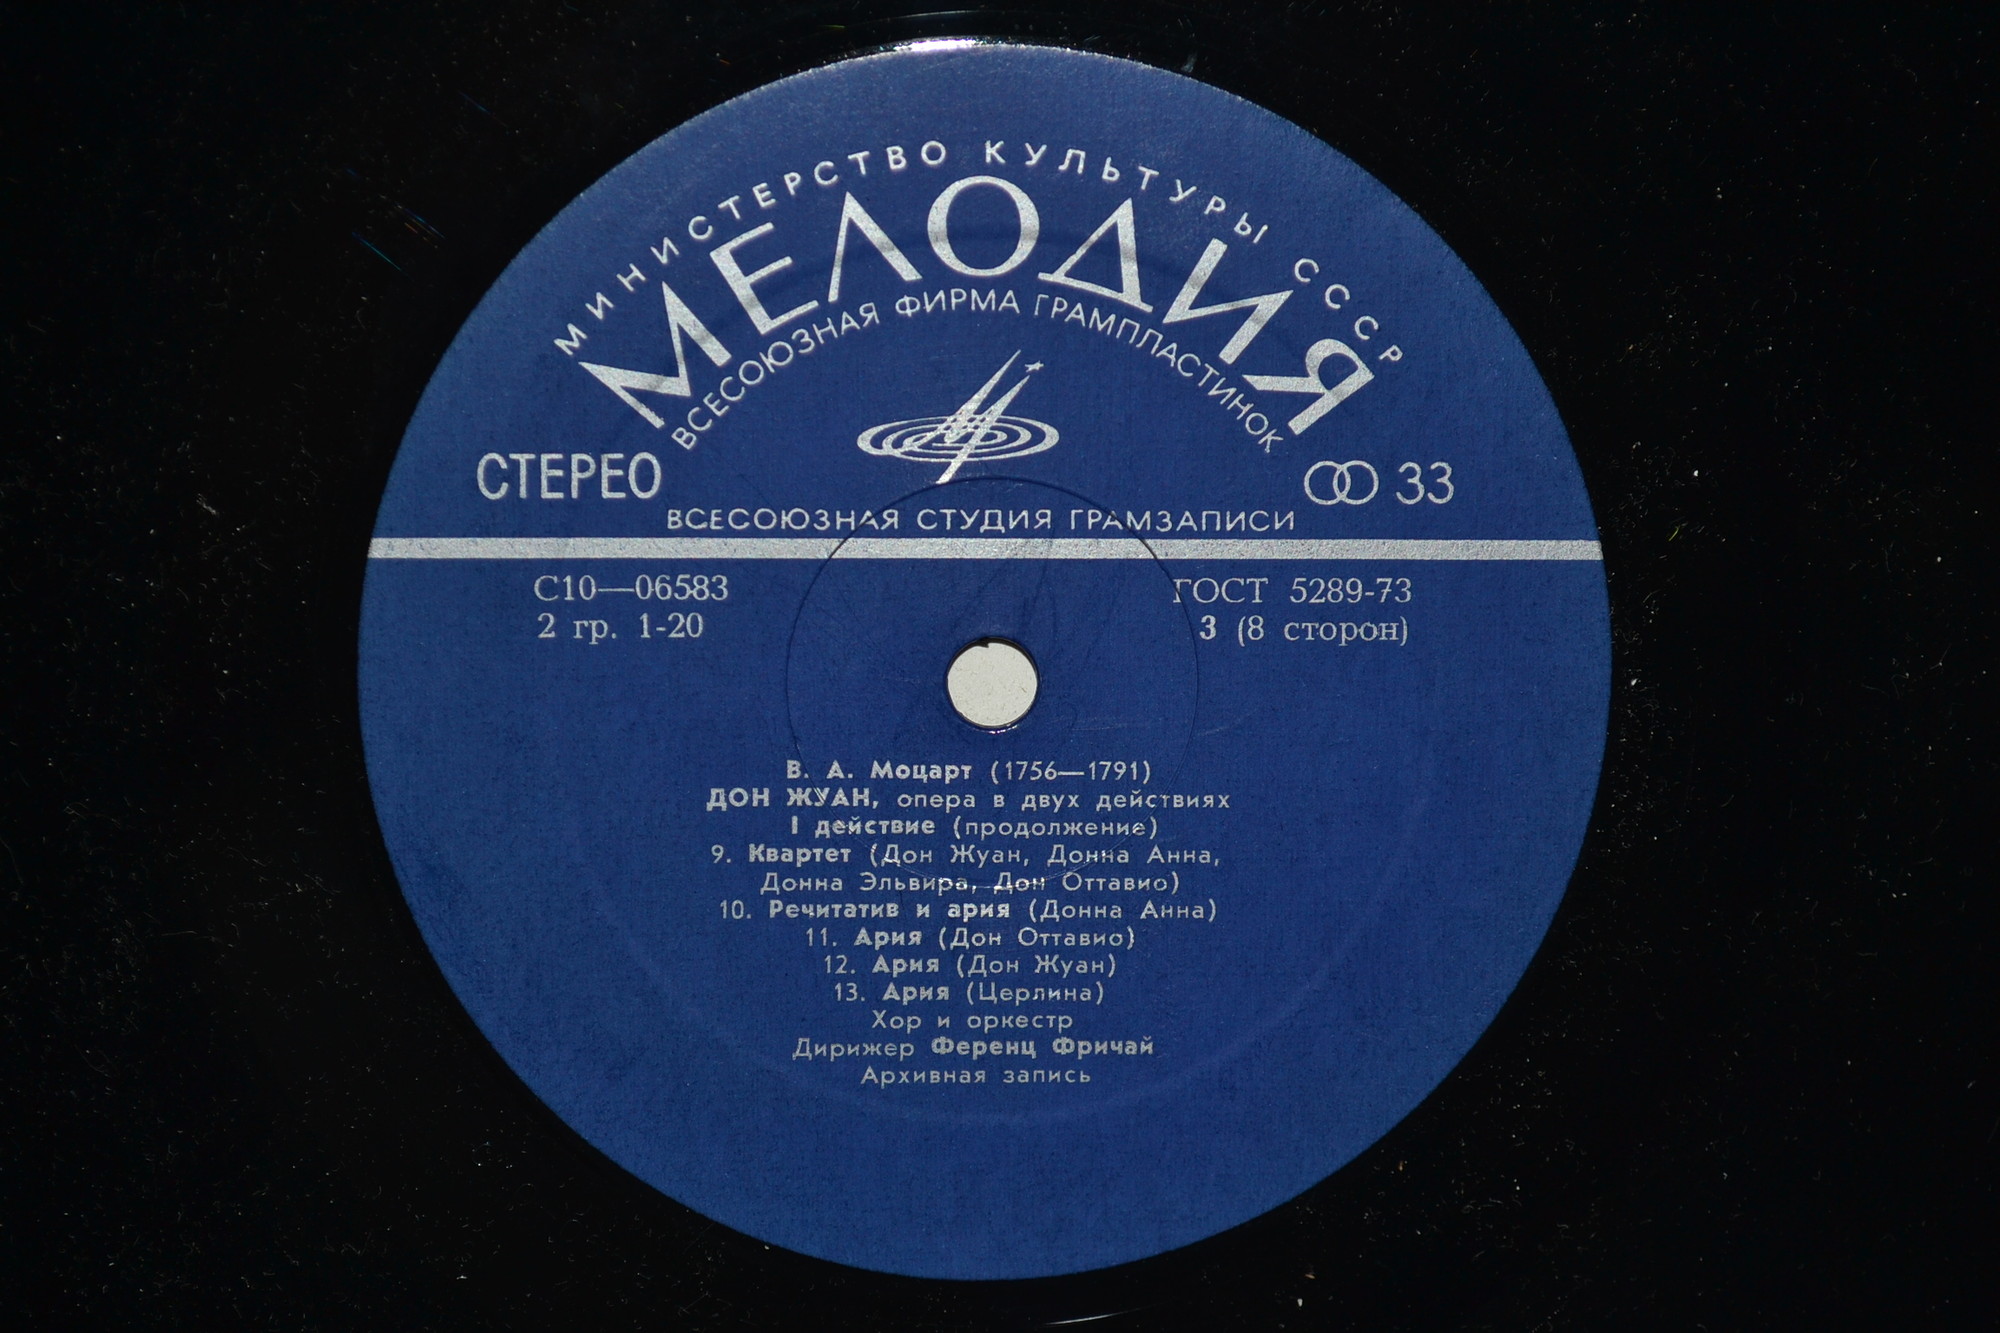 МИНИСТЕРСТВО КУЛЬТУРЫ СССР
МЕЛОДИЯ
ВСЕСОЮЗНАЯ ФИРМА ГРАМПЛАСТИНОК
СТЕРЕО
33
ВСЕСОЮЗНАЯ СТУДИЯ ГРАМЗАПИСИ
С10—06583
ГОСТ 5289-73
2 гр. 1-20
3 (8 сторон)
В. А. Моцарт (1756—1791)
ДОН ЖУАН, опера в двух действиях
I действие (продолжение)
9. Квартет (Дон Жуан, Донна Анна,
Донна Эльвира, Дон Оттавио)
10. Речитатив и ария (Донна Анна)
11. Ария (Дон Оттавио)
12. Ария (Дон Жуан)
13. Ария (Церлина)
Хор и оркестр
Дирижер Ференц Фричай
Архивная запись